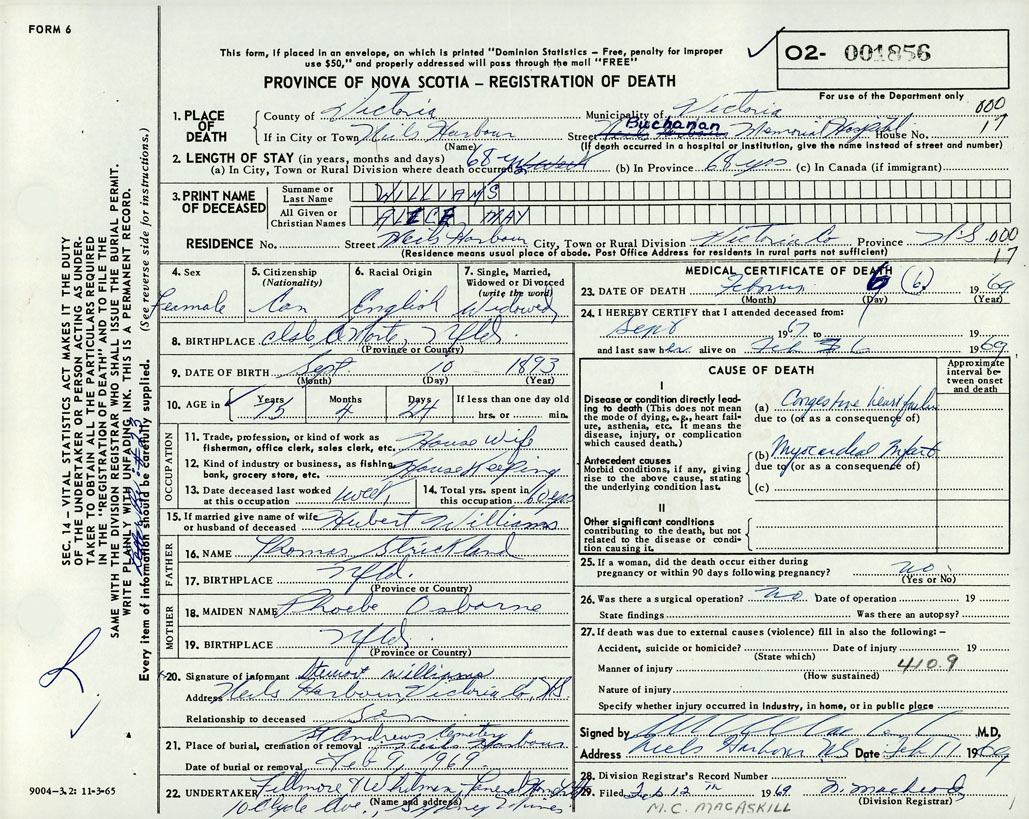 FORM 6
This form, if placed in an envelope, on which is printed "Dominion Statistics – Free, penalty for improper
use $50," and properly addressed will pass through the mail "FREE"
O2- 001856
PROVINCE OF NOVA SCOTIA – REGISTRATION OF DEATH
For use of the Department only
1. PLACE OF DEATH
County of Victoria Municipality of Victoria 000
If in City or Town Neils Harbour Street Buchanan Memorial Hospital House No. 17
(Name) (If death occurred in a hospital or institution, give the name instead of street and number)
2. LENGTH OF STAY (in years, months and days)
(a) In City, Town or Rural Division where death occurred 68 yrs (b) In Province 68 yrs (c) In Canada (if immigrant)
3. PRINT NAME OF DECEASED
Surname or Last Name WILLIAMS
All Given or Christian Names ALICE MAY
RESIDENCE No. Street Neils Harbour City, Town or Rural Division Victoria Co Province N.S. 000
(Residence means usual place of abode. Post Office Address for residents in rural parts not sufficient) 17
4. Sex Feamale
5. Citizenship (Nationality) Can
6. Racial Origin English
7. Single, Married, Widowed or Divorced (write the word) Widowed
8. BIRTHPLACE Nfld.
(Province or Country)
9. DATE OF BIRTH Sept 10 1893
(Month) (Day) (Year)
10. AGE in Years 75 Months 4 Days 24 If less than one day old hrs. or min.
OCCUPATION
11. Trade, profession, or kind of work as fisherman, office clerk, sales clerk, etc. House Wife
12. Kind of industry or business, as fishing, bank, grocery store, etc. House Keeping
13. Date deceased last worked at this occupation week
14. Total yrs. spent in this occupation 60 yrs
15. If married give name of wife or husband of deceased Hubert Williams
FATHER
16. NAME Thomas Strickland
17. BIRTHPLACE Nfld.
(Province or Country)
MOTHER
18. MAIDEN NAME Phoebe Osborne
19. BIRTHPLACE Nfld.
(Province or Country)
20. Signature of informant Stewart Williams
Address Neils Harbour Victoria Co, NS
Relationship to deceased Son
21. Place of burial, cremation or removal St Andrews Cemetery Neils Harbour
Date of burial or removal Feb 9, 1969.
22. UNDERTAKER Fillmore & Whitman, Funeral
(Name and address)
10 Clyde Ave., Sydney Mines
MEDICAL CERTIFICATE OF DEATH
23. DATE OF DEATH 6 (6) 1969
(Month) (Day) (Year)
24. I HEREBY CERTIFY that I attended deceased from:
Sept 1967 to 19
and last saw her alive on Feb 6 1969
CAUSE OF DEATH
Approximate interval between onset and death
I
Disease or condition directly leading to death (This does not mean the mode of dying, e.g., heart failure, asthenia, etc. It means the disease, injury, or complication which caused death.)
(a) Congestive heart failure
due to (or as a consequence of)
Antecedent causes
Morbid conditions, if any, giving rise to the above cause, stating the underlying condition last.
(b) Myocardial Infarct
due to (or as a consequence of)
(c)
II
Other significant conditions
contributing to the death, but not related to the disease or condition causing it.
25. If a woman, did the death occur either during pregnancy or within 90 days following pregnancy? no
(Yes or No)
26. Was there a surgical operation? no Date of operation 19
State findings Was there an autopsy?
27. If death was due to external causes (violence) fill in also the following:–
Accident, suicide or homicide? Date of injury 19
(State which)
Manner of injury 410.9
(How sustained)
Nature of injury
Specify whether injury occurred in industry, in home, or in public place
Signed by M.D.
Address Niels Harbour NS Date Feb 11 1969
28. Division Registrar's Record Number
29. Filed Feb 12th 1969
(Division Registrar)
M.C. MACASKILL
SEC. 14 – VITAL STATISTICS ACT MAKES IT THE DUTY
OF THE UNDERTAKER OR PERSON ACTING AS UNDER-
TAKER TO OBTAIN ALL THE PARTICULARS REQUIRED
IN THE "REGISTRATION OF DEATH" AND TO FILE THE
SAME WITH THE DIVISION REGISTRAR WHO SHALL ISSUE THE BURIAL PERMIT.
WRITE PLAINLY WITH UNFADING INK. THIS IS A PERMANENT RECORD.
Every item of information should be carefully supplied. (See reverse side for instructions.)
9004-3.2: 11-3-65